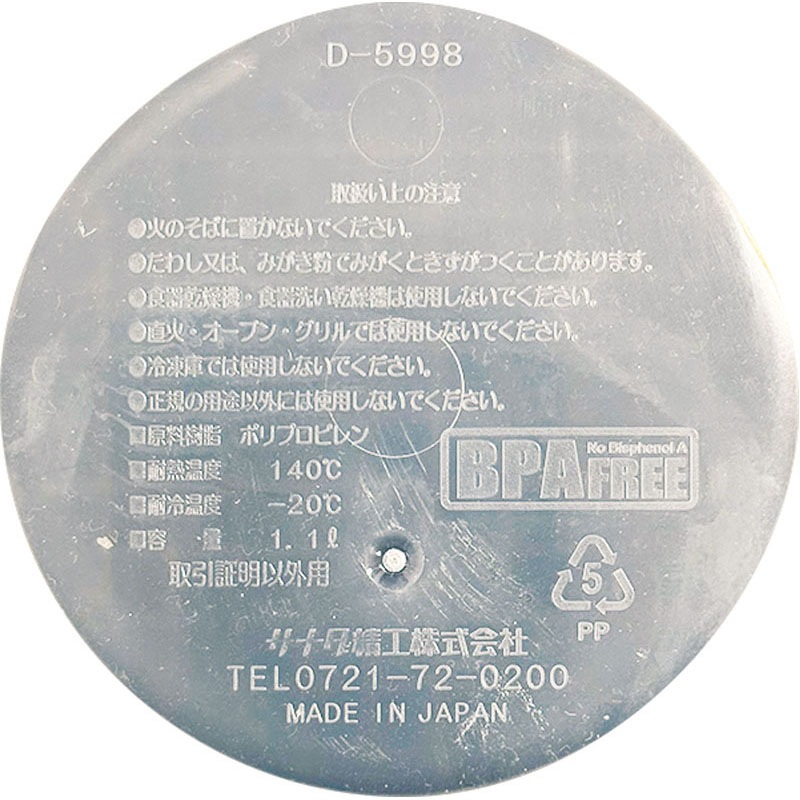 D-5998
取扱い上の注意
●火のそばに置かないでください。
●たわし又は、みがき粉でみがくときずがつくことがあります。
●食器乾燥機・食器洗い乾燥器は使用しないでください。
●直火・オーブン・グリルでは使用しないでください。
●冷凍庫では使用しないでください。
●正規の用途以外には使用しないでください。
■原料樹脂 ポリプロピレン
■耐熱温度 140℃
■耐冷温度 -20℃
■容 量 1.1ℓ
取引証明以外用
No Bisphenol A
BPA FREE
5
PP
精工株式会社
TEL0721-72-0200
MADE IN JAPAN